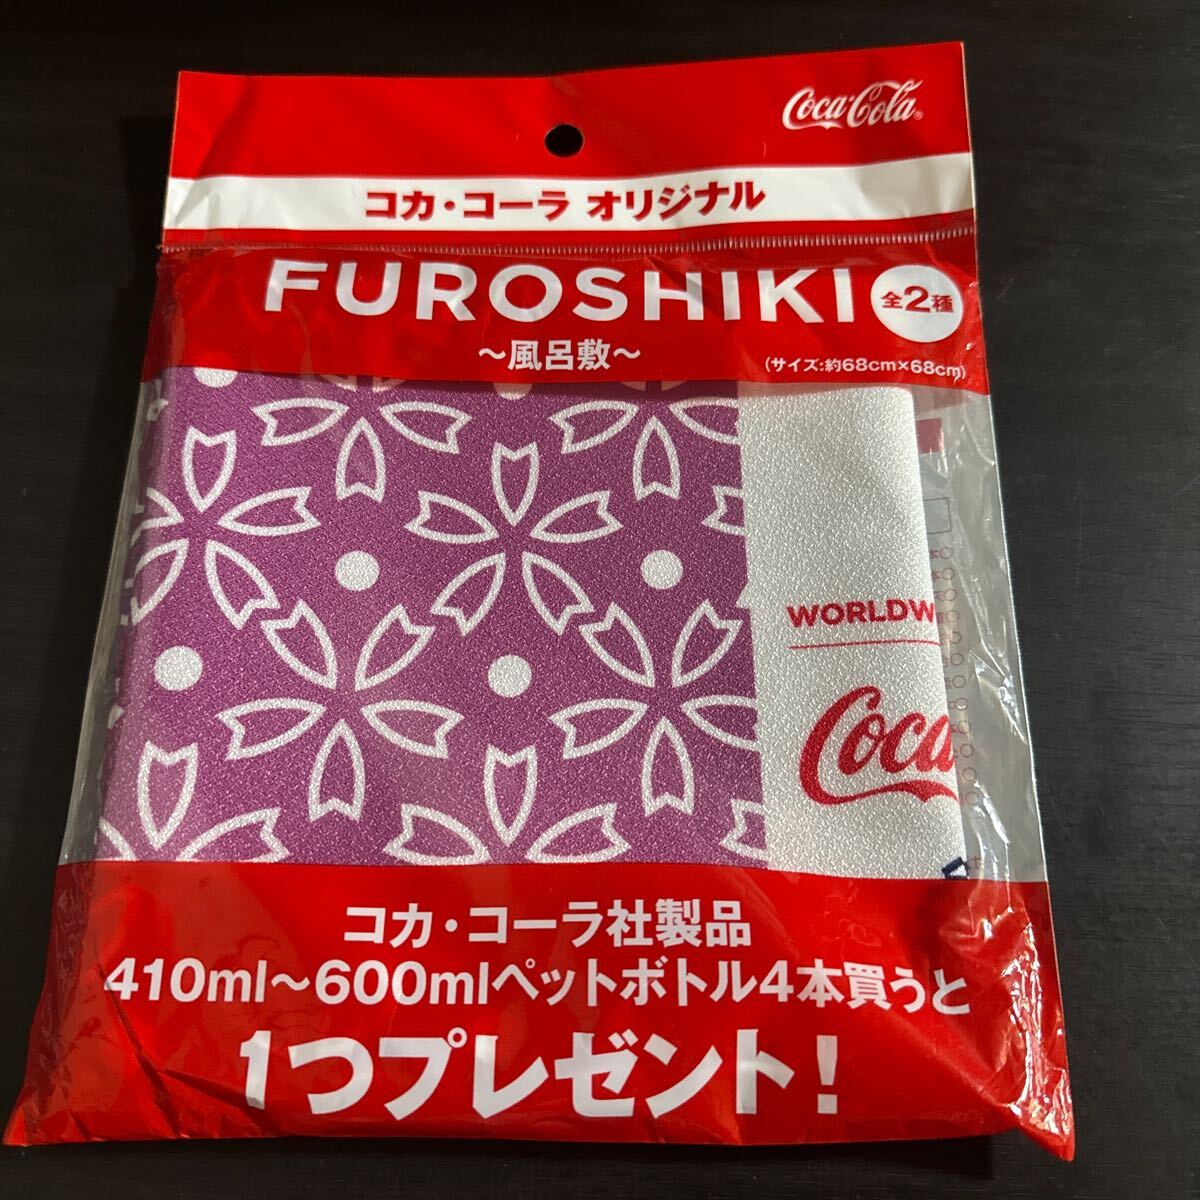 Coca-Cola®
コカ・コーラ オリジナル
FUROSHIKI
全2種
～風呂敷～
(サイズ:約68cm×68cm)
WORLDW
Coca
コカ・コーラ社製品
410ml～600mlペットボトル4本買うと
1つプレゼント!